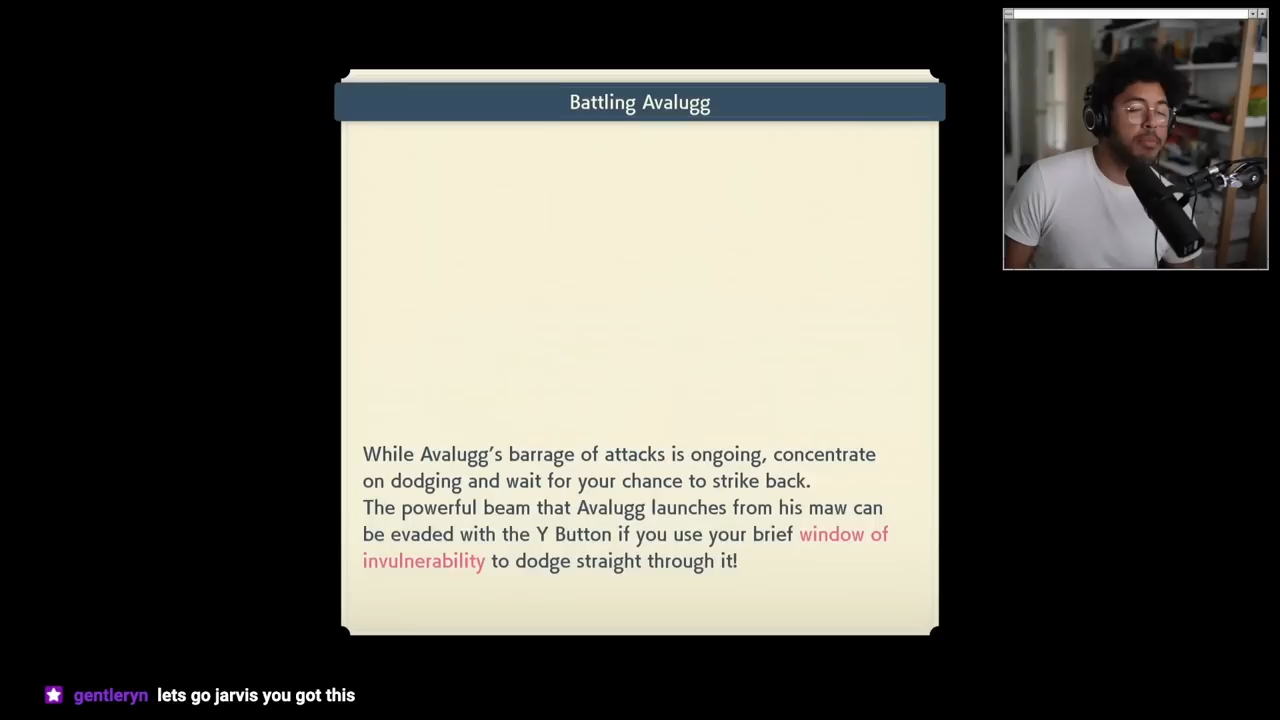 Battling Avalugg
While Avalugg's barrage of attacks is ongoing, concentrate
on dodging and wait for your chance to strike back.
The powerful beam that Avalugg launches from his maw can
be evaded with the Y Button if you use your brief window of
invulnerability to dodge straight through it!
gentleryn lets go jarvis you got this